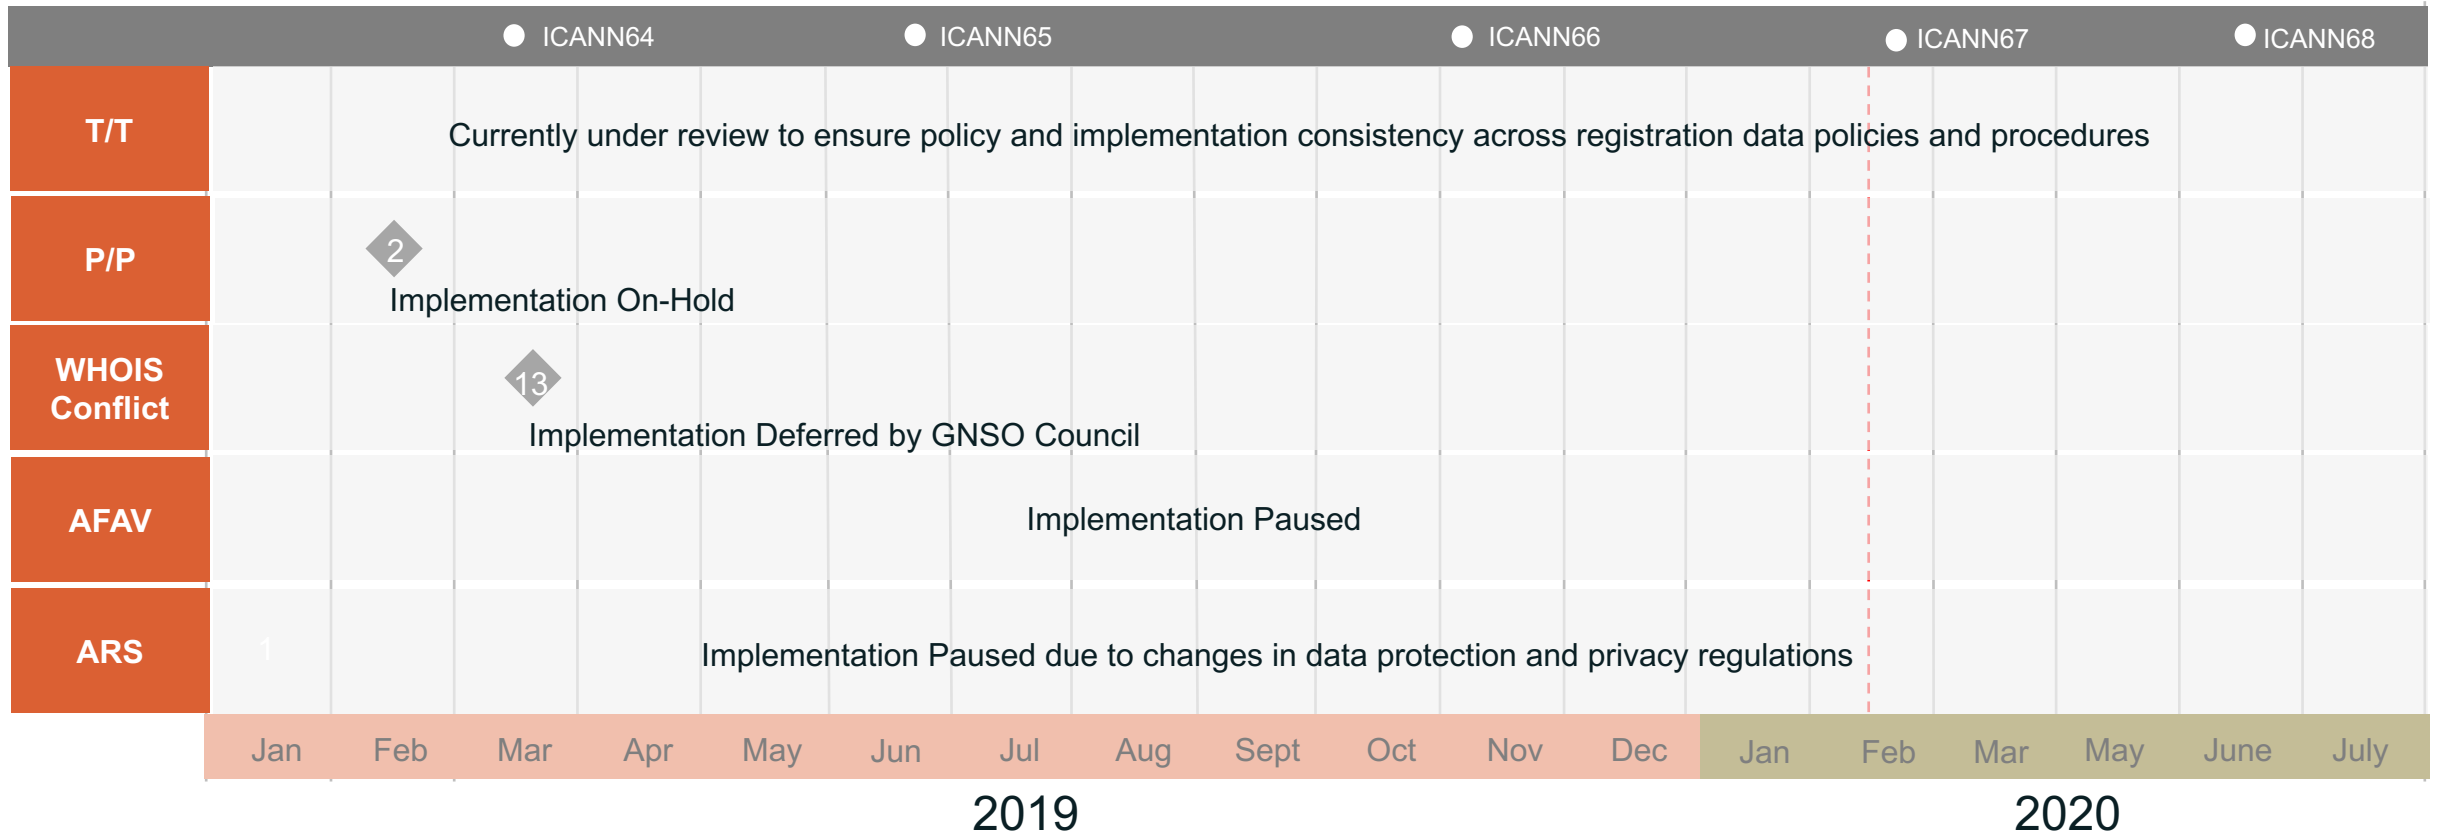 ICANN64 ICANN65 ICANN66 ICANN67 ICANN68
T/T
Currently under review to ensure policy and implementation consistency across registration data policies and procedures
P/P
2
Implementation On-Hold
WHOIS
Conflict
13
Implementation Deferred by GNSO Council
AFAV
Implementation Paused
ARS
1
Implementation Paused due to changes in data protection and privacy regulations
Jan Feb Mar Apr May Jun Jul Aug Sept Oct Nov Dec Jan Feb Mar May June July
2019 2020